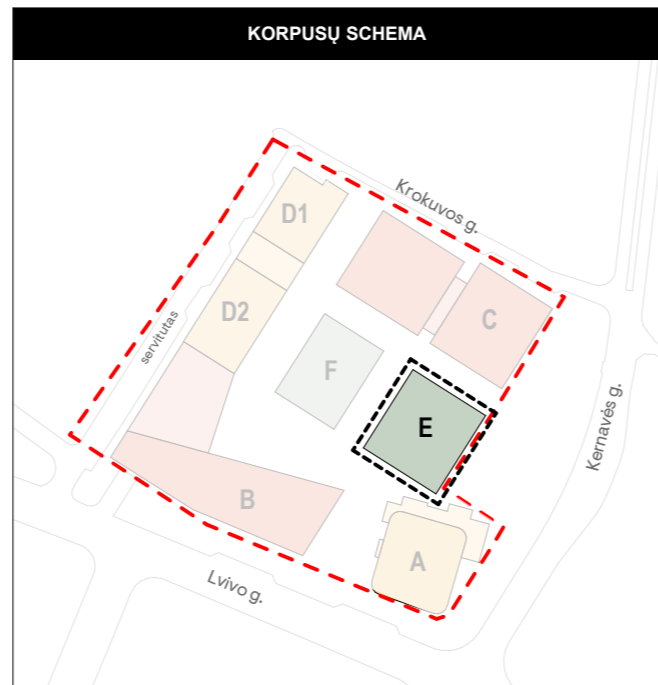 KORPUSŲ SCHEMA
Krokuvos g.
D1
C
D2
servitutas
F
E
Kernavės g.
B
A
Lvivo g.